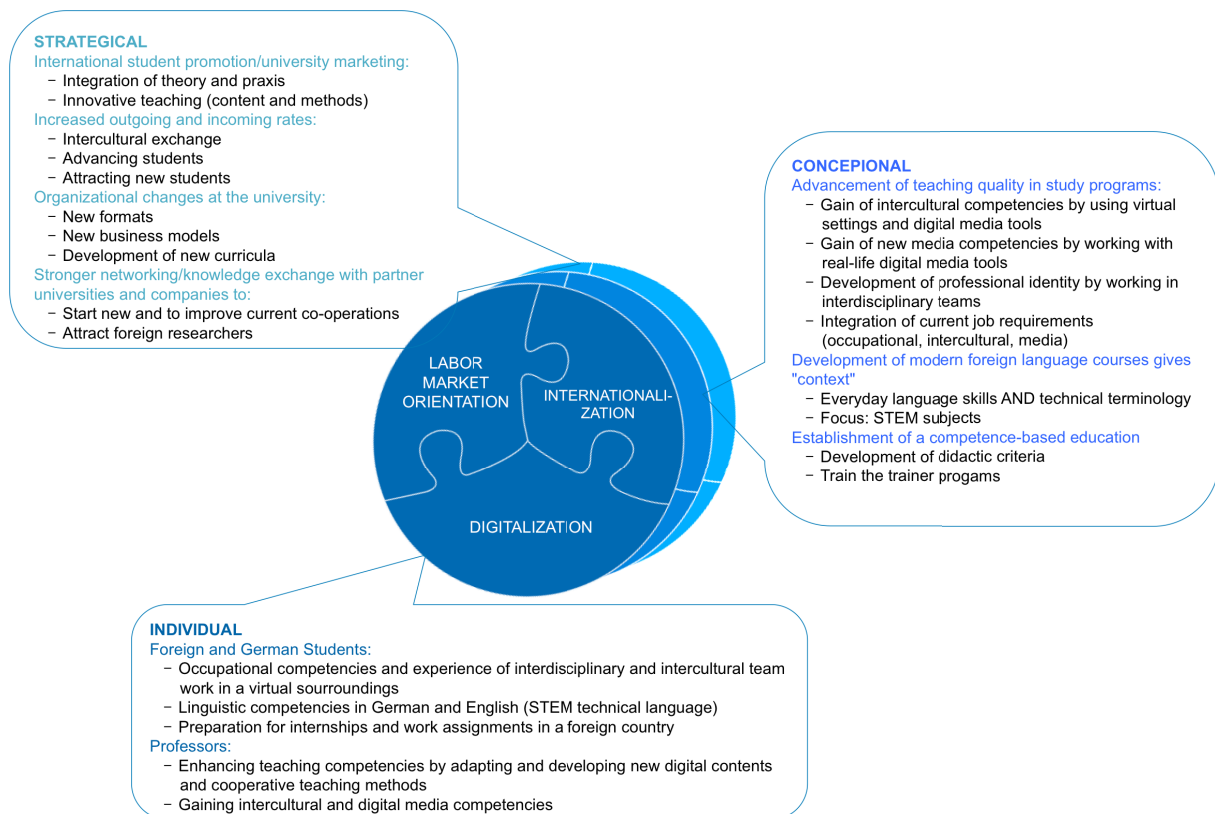 STRATEGICAL
International student promotion/university marketing:
− Integration of theory and praxis
− Innovative teaching (content and methods)
Increased outgoing and incoming rates:
− Intercultural exchange
− Advancing students
− Attracting new students
Organizational changes at the university:
− New formats
− New business models
− Development of new curricula
Stronger networking/knowledge exchange with partner
universities and companies to:
− Start new and to improve current co-operations
− Attract foreign researchers
CONCEPIONAL
Advancement of teaching quality in study programs:
− Gain of intercultural competencies by using virtual
settings and digital media tools
− Gain of new media competencies by working with
real-life digital media tools
− Development of professional identity by working in
interdisciplinary teams
− Integration of current job requirements
(occupational, intercultural, media)
Development of modern foreign language courses gives
"context"
− Everyday language skills AND technical terminology
− Focus: STEM subjects
Establishment of a competence-based education
− Development of didactic criteria
− Train the trainer progams
LABOR
MARKET
ORIENTATION
INTERNATIONALI-
ZATION
DIGITALIZATION
INDIVIDUAL
Foreign and German Students:
− Occupational competencies and experience of interdisciplinary and intercultural team
work in a virtual sourroundings
− Linguistic competencies in German and English (STEM technical language)
− Preparation for internships and work assignments in a foreign country
Professors:
− Enhancing teaching competencies by adapting and developing new digital contents
and cooperative teaching methods
− Gaining intercultural and digital media competencies